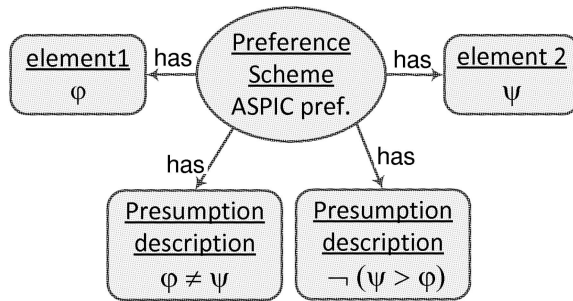 element1
φ
has
Preference
Scheme
ASPIC pref.
has
element 2
ψ
has
has
Presumption
description
φ ≠ ψ
Presumption
description
¬ (ψ > φ)